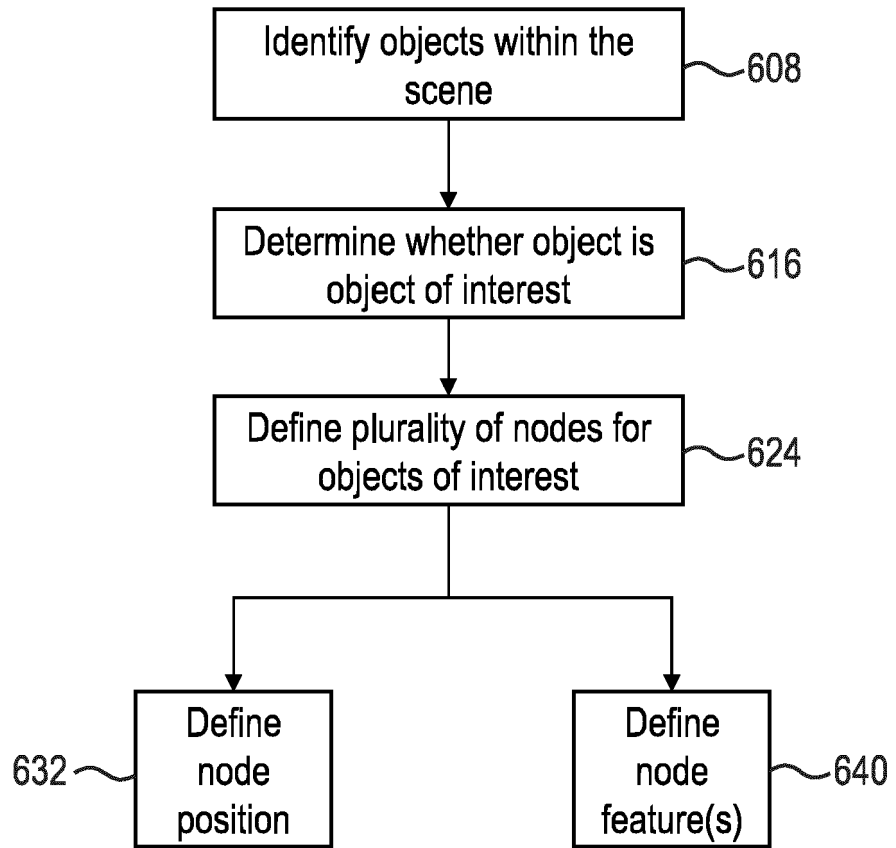 Identify objects within the
scene
608
Determine whether object is
object of interest
616
Define plurality of nodes for
objects of interest
624
Define
node
position
632
Define
node
feature(s)
640